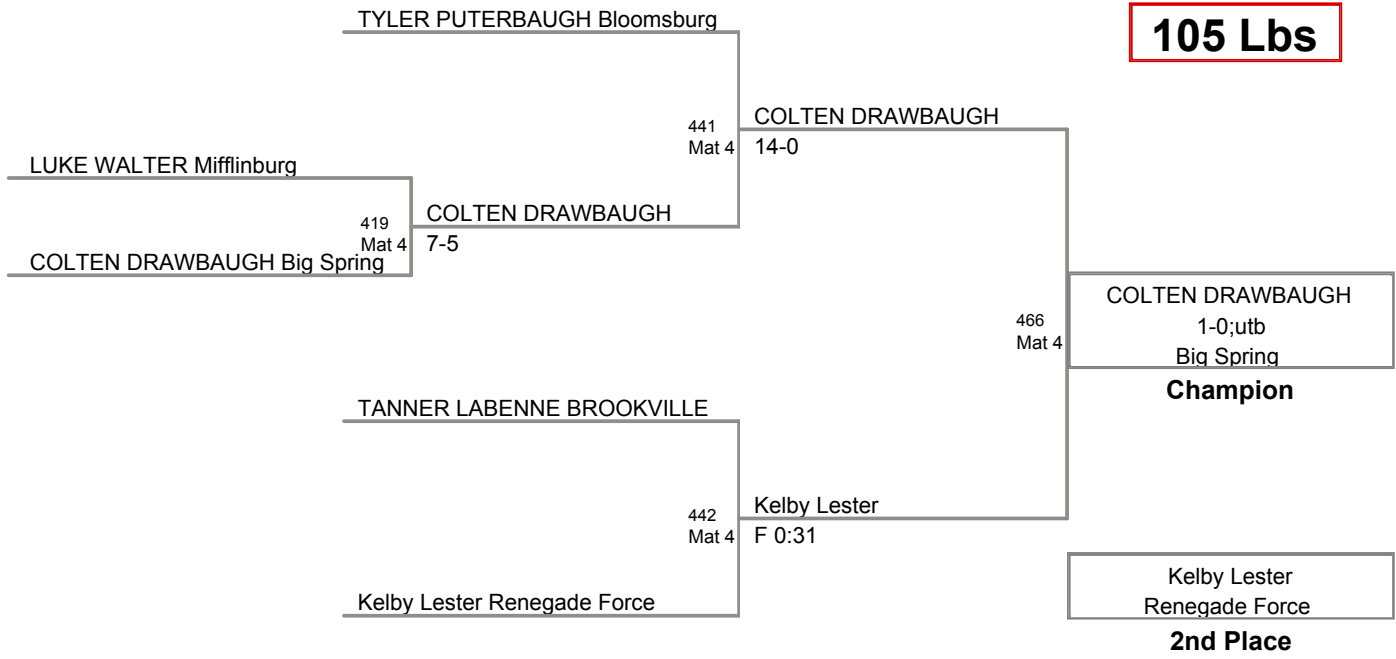 TYLER PUTERBAUGH Bloomsburg
105 Lbs
441
Mat 4
COLTEN DRAWBAUGH
14-0
LUKE WALTER Mifflinburg
419
Mat 4
COLTEN DRAWBAUGH
7-5
COLTEN DRAWBAUGH Big Spring
466
Mat 4
COLTEN DRAWBAUGH
1-0;utb
Big Spring
Champion
TANNER LABENNE BROOKVILLE
442
Mat 4
Kelby Lester
F 0:31
Kelby Lester Renegade Force
Kelby Lester
Renegade Force
2nd Place